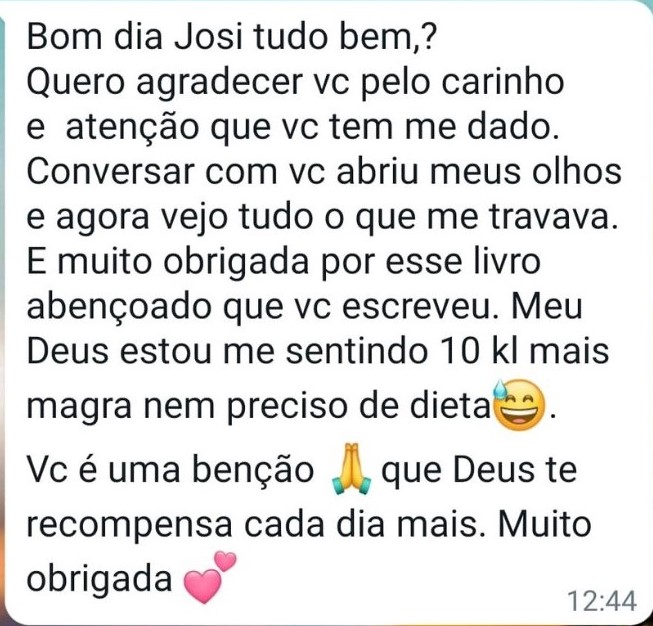 Bom dia Josi tudo bem,?
Quero agradecer vc pelo carinho
e  atenção que vc tem me dado.
Conversar com vc abriu meus olhos
e agora vejo tudo o que me travava.
E muito obrigada por esse livro
abençoado que vc escreveu. Meu
Deus estou me sentindo 10 kl mais
magra nem preciso de dieta😅.
Vc é uma benção 🙏 que Deus te
recompensa cada dia mais. Muito
obrigada 💕
12:44